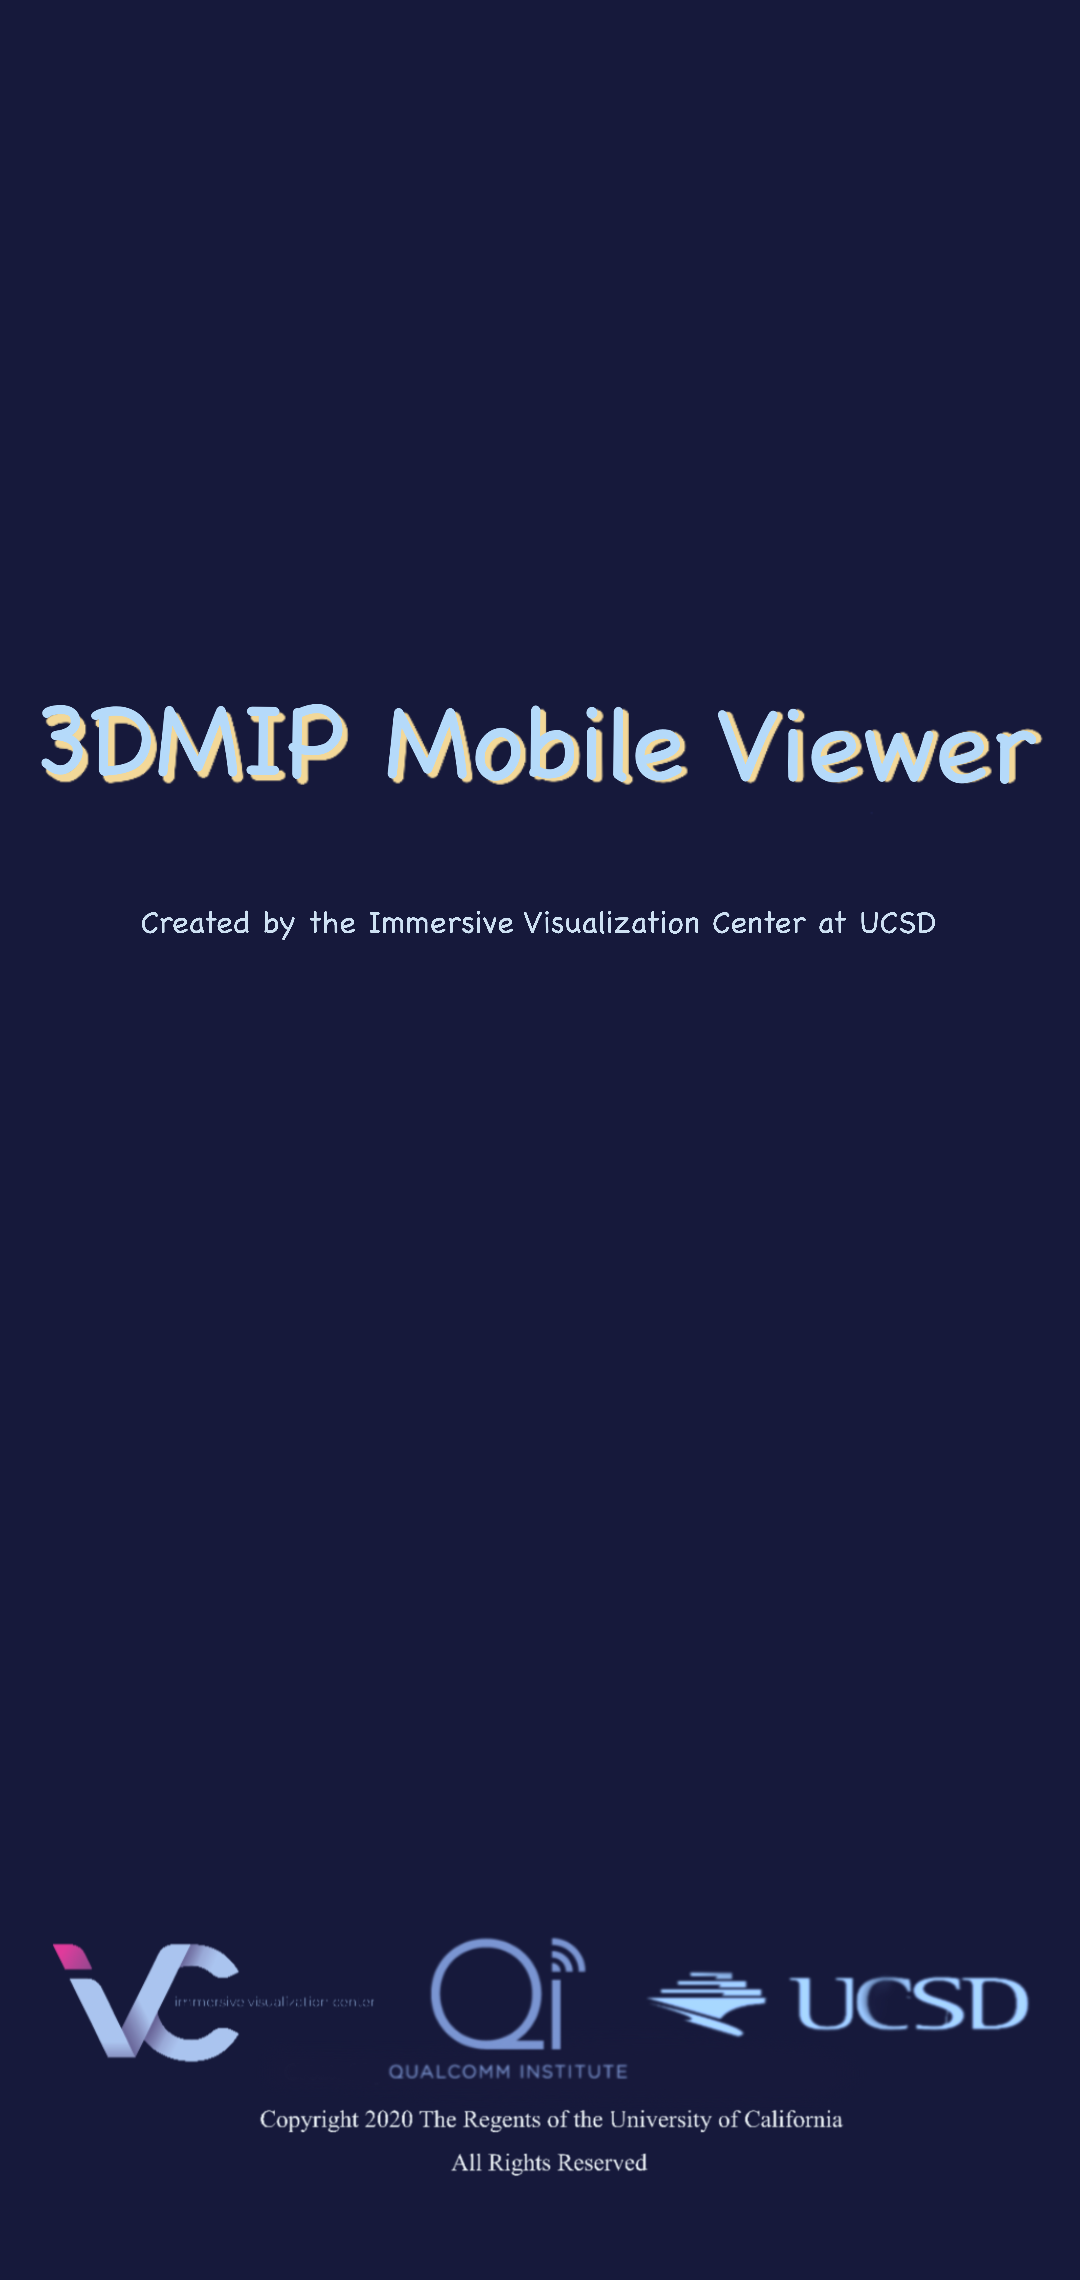 3DMIP Mobile Viewer
Created by the Immersive Visualization Center at UCSD
iVC
immersive visualization center
Qi
QUALCOMM INSTITUTE
UCSD
Copyright 2020 The Regents of the University of California
All Rights Reserved